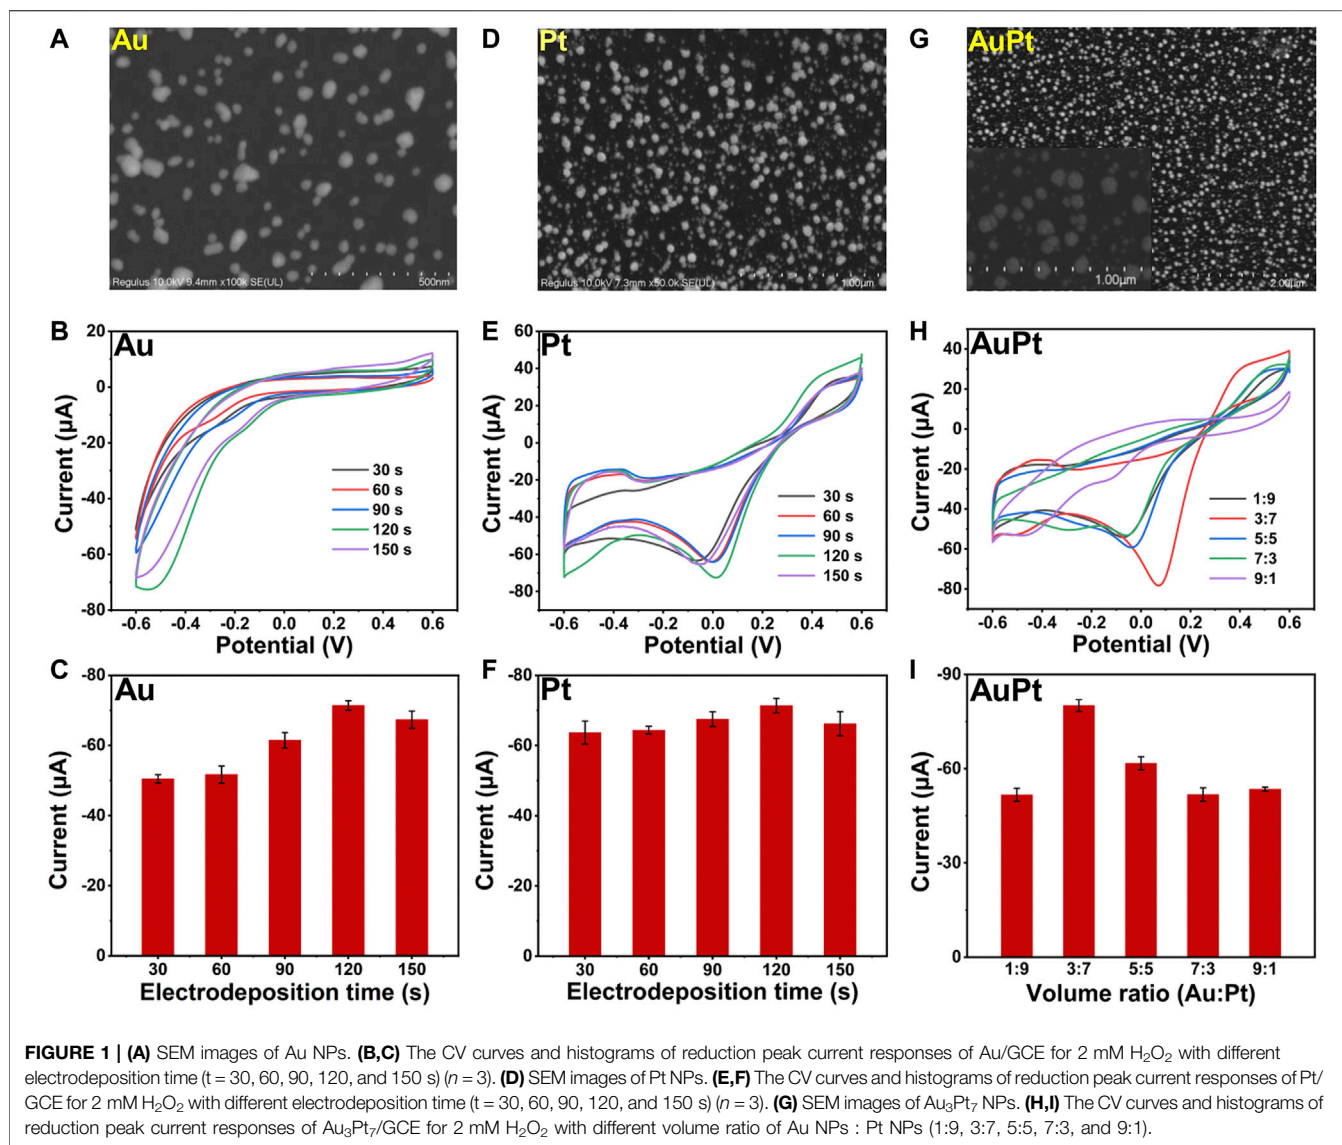 A
Au
Regulus 10.0kV 9.4mm x100k SE(UL)
500nm
D
Pt
Regulus 10.0kV 7.3mm x50.0k SE(UL)
1.00µm
G
AuPt
1.00µm
2.00µm
B
Au
20
0
-20
-40
-60
-80
Current (µA)
30 s
60 s
90 s
120 s
150 s
-0.6 -0.4 -0.2 0.0 0.2 0.4 0.6
Potential (V)
E
Pt
60
40
20
0
-20
-40
-60
-80
Current (µA)
30 s
60 s
90 s
120 s
150 s
-0.6 -0.4 -0.2 0.0 0.2 0.4 0.6
Potential (V)
H
AuPt
40
20
0
-20
-40
-60
-80
Current (µA)
1:9
3:7
5:5
7:3
9:1
-0.6 -0.4 -0.2 0.0 0.2 0.4 0.6
Potential (V)
C
Au
-80
-60
-40
-20
0
Current (µA)
30 60 90 120 150
Electrodeposition time (s)
F
Pt
-80
-60
-40
-20
0
Current (µA)
30 60 90 120 150
Electrodeposition time (s)
I
AuPt
-90
-60
-30
0
Current (µA)
1:9 3:7 5:5 7:3 9:1
Volume ratio (Au:Pt)
FIGURE 1 | (A) SEM images of Au NPs. (B,C) The CV curves and histograms of reduction peak current responses of Au/GCE for 2 mM H₂O₂ with different
electrodeposition time (t = 30, 60, 90, 120, and 150 s) (n = 3). (D) SEM images of Pt NPs. (E,F) The CV curves and histograms of reduction peak current responses of Pt/
GCE for 2 mM H₂O₂ with different electrodeposition time (t = 30, 60, 90, 120, and 150 s) (n = 3). (G) SEM images of Au₃Pt₇ NPs. (H,I) The CV curves and histograms of
reduction peak current responses of Au₃Pt₇/GCE for 2 mM H₂O₂ with different volume ratio of Au NPs : Pt NPs (1:9, 3:7, 5:5, 7:3, and 9:1).